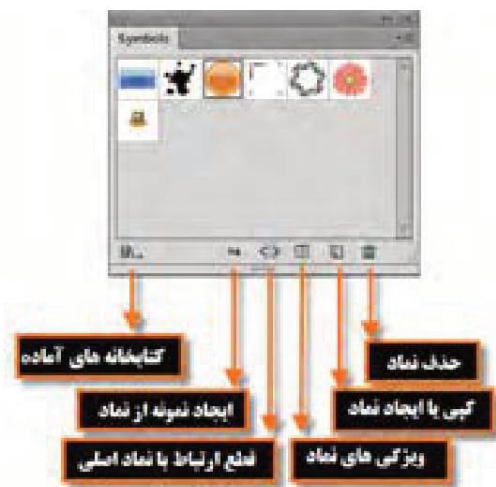 Symbols
کتابخانه های آماده
حذف نماد
ایجاد نمونه از نماد
کپی یا ایجاد نماد
قطع ارتباط با نماد اصلی
ویژگی های نماد